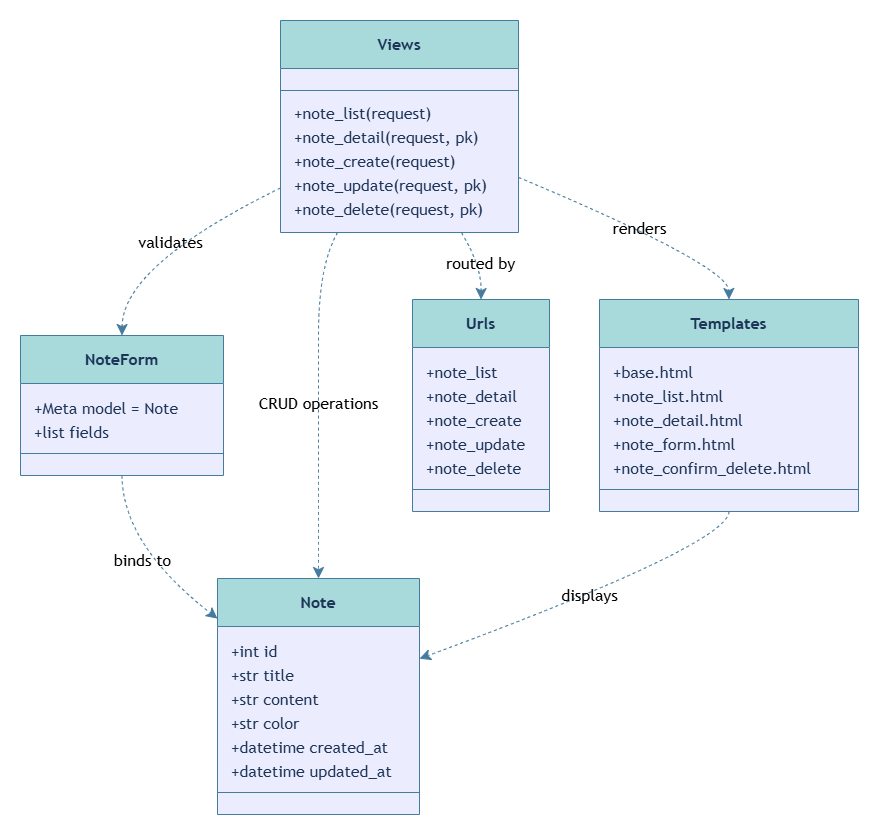 Views
+note_list(request)
+note_detail(request, pk)
+note_create(request)
+note_update(request, pk)
+note_delete(request, pk)
validates
CRUD operations
routed by
renders
NoteForm
+Meta model = Note
+list fields
Urls
+note_list
+note_detail
+note_create
+note_update
+note_delete
Templates
+base.html
+note_list.html
+note_detail.html
+note_form.html
+note_confirm_delete.html
binds to
displays
Note
+int id
+str title
+str content
+str color
+datetime created_at
+datetime updated_at